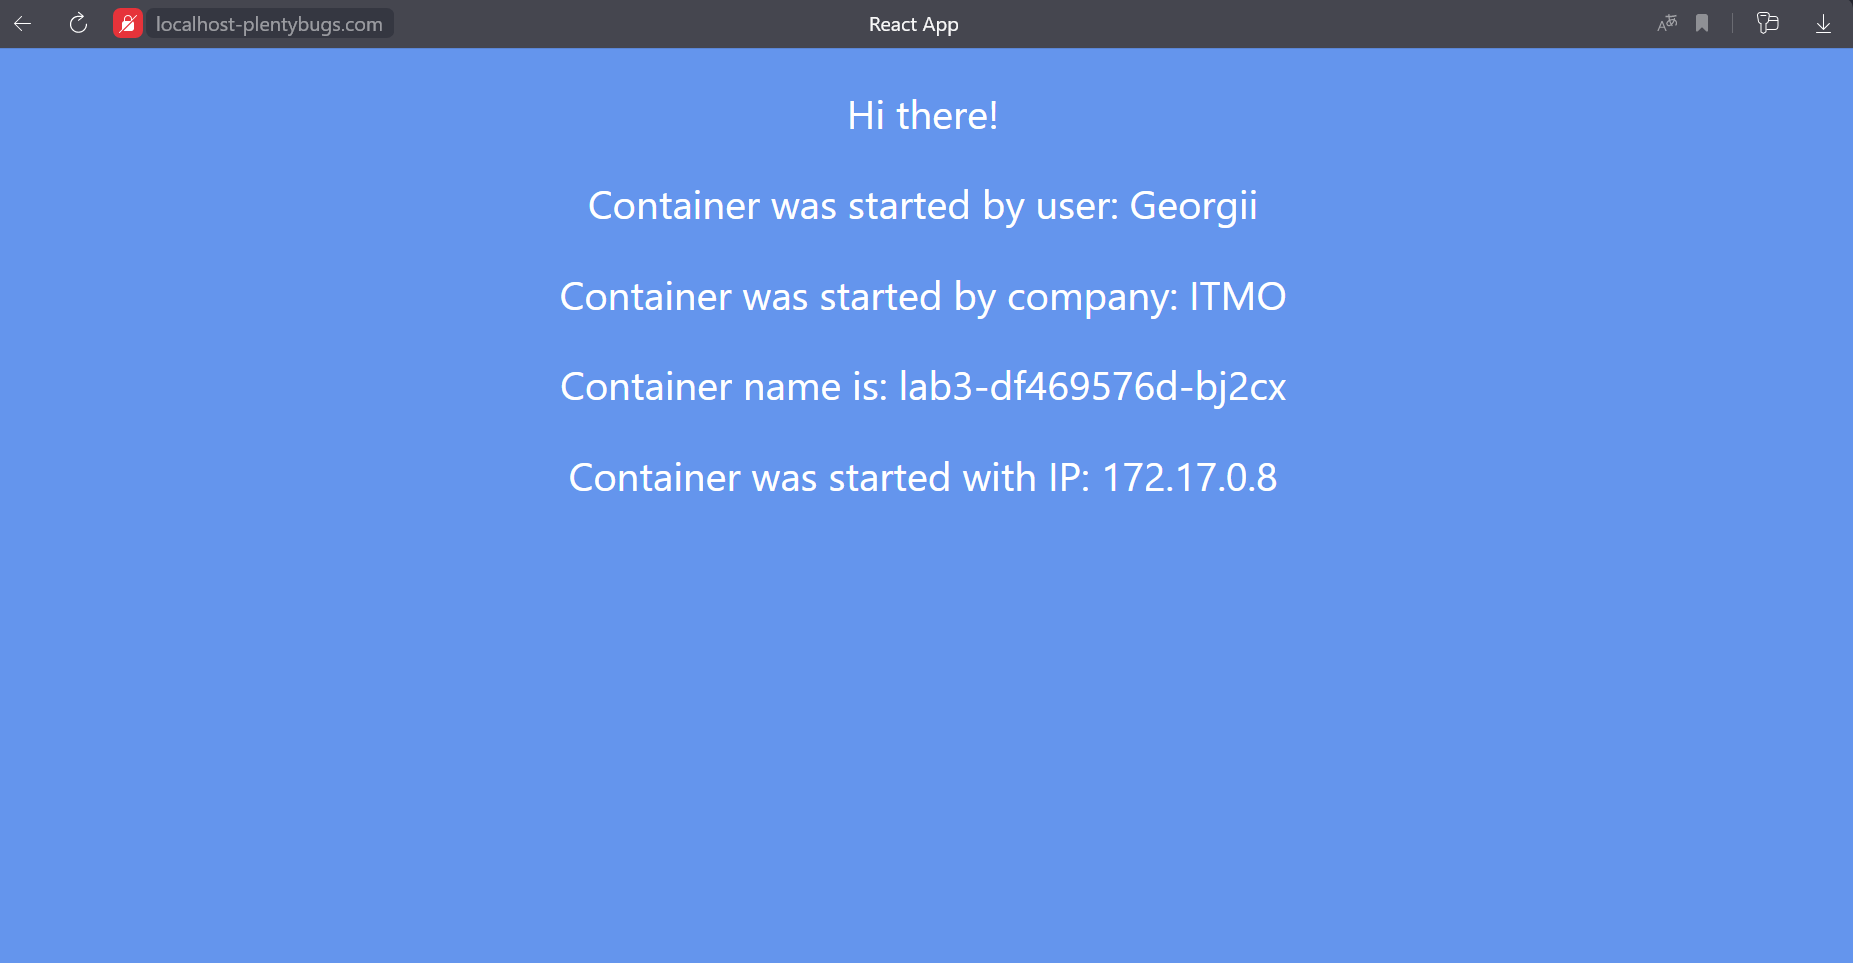 localhost-plentybugs.com
React App
Hi there!
Container was started by user: Georgii
Container was started by company: ITMO
Container name is: lab3-df469576d-bj2cx
Container was started with IP: 172.17.0.8